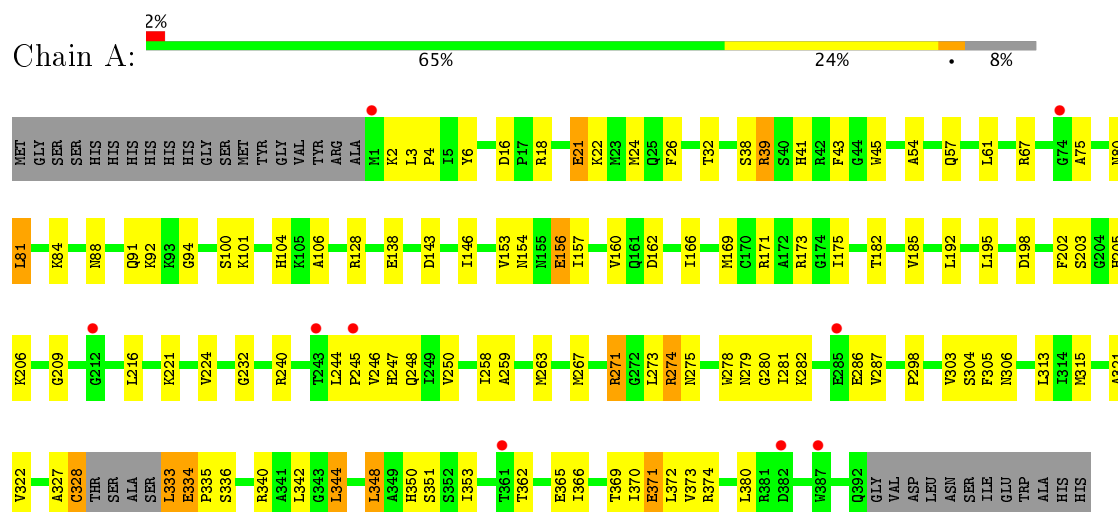 2%
Chain A:
65% 24% • 8%
MET GLY SER SER HIS HIS HIS HIS HIS HIS GLY SER MET TYR GLY VAL TYR ARG ALA M1 K2 L3 P4 I5 Y6 D16 P17 R18 E21 K22 M23 M24 Q25 F26 T32 S38 R39 S40 H41 R42 F43 G44 W45 A54 Q57 L61 R67 G74 A75 N80
L81 K84 N88 Q91 K92 K93 G94 S100 K101 H104 K105 A106 R128 E138 D143 I146 V153 N154 N155 E156 I157 V160 Q161 D162 I166 M169 C170 R171 A172 R173 G174 I175 T182 V185 L192 L195 D198 F202 S203 G204 H205
K206 G209 G212 L216 K221 V224 G232 R240 T243 L244 P245 V246 H247 Q248 I249 V250 I258 A259 M263 M267 R271 G272 L273 R274 N275 W278 N279 G280 I281 K282 E285 E286 V287 P298 V303 S304 F305 N306 L313 I314 M315 A321
V322 A327 C328 THR SER ALA SER L333 E334 P335 S336 R340 A341 L342 G343 L344 L348 A349 H350 S351 S352 I353 T361 T362 E365 I366 T369 I370 E371 L372 V373 R374 L380 R381 D382 W387 Q392 GLY VAL ASP LEU ASN SER ILE GLU TRP ALA HIS HIS